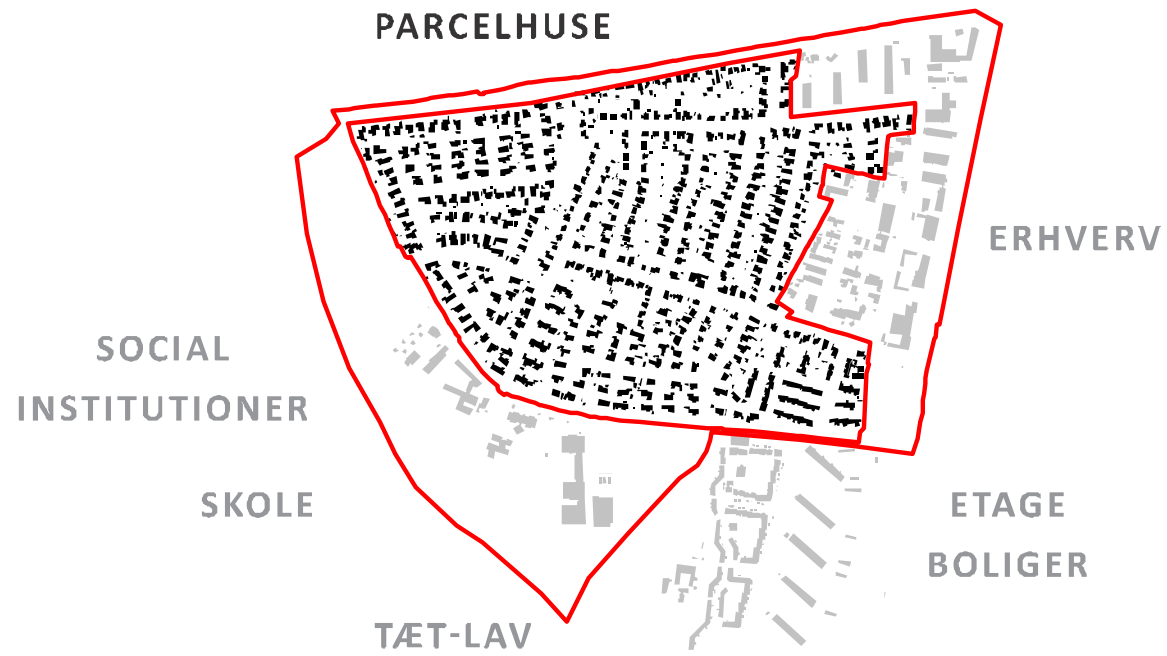 PARCELHUSE
ERHVERV
SOCIAL
INSTITUTIONER
SKOLE
ETAGE
BOLIGER
TÆT-LAV